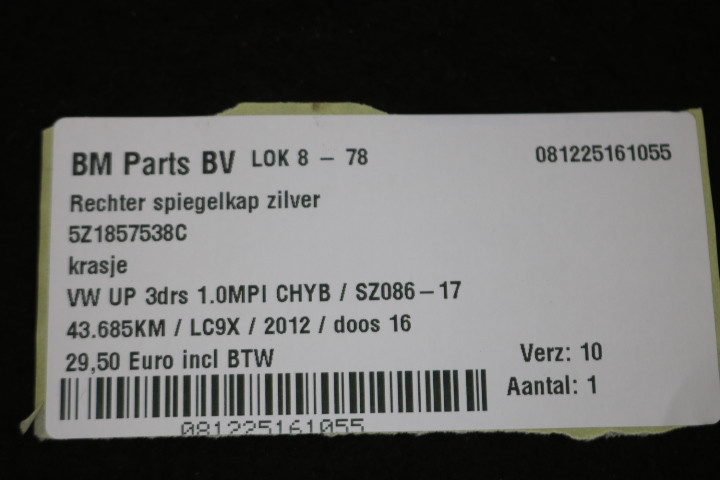 BM Parts BV LOK 8 - 78 081225161055
Rechter spiegelkap zilver
5Z1857538C
krasje
VW UP 3drs 1.0MPI CHYB / SZ086-17
43.685KM / LC9X / 2012 / doos 16
29,50 Euro incl BTW Verz: 10
Aantal: 1
081225161055